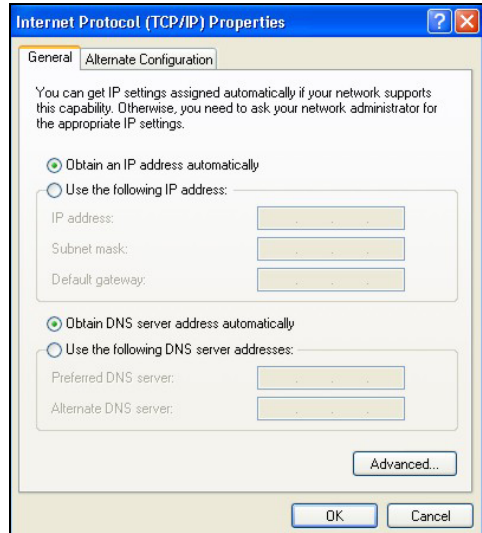 Internet Protocol (TCP/IP) Properties
General
Alternate Configuration
You can get IP settings assigned automatically if your network supports
this capability. Otherwise, you need to ask your network administrator for
the appropriate IP settings.
Obtain an IP address automatically
Use the following IP address:
IP address:
Subnet mask:
Default gateway:
Obtain DNS server address automatically
Use the following DNS server addresses:
Preferred DNS server:
Alternate DNS server:
Advanced...
OK
Cancel